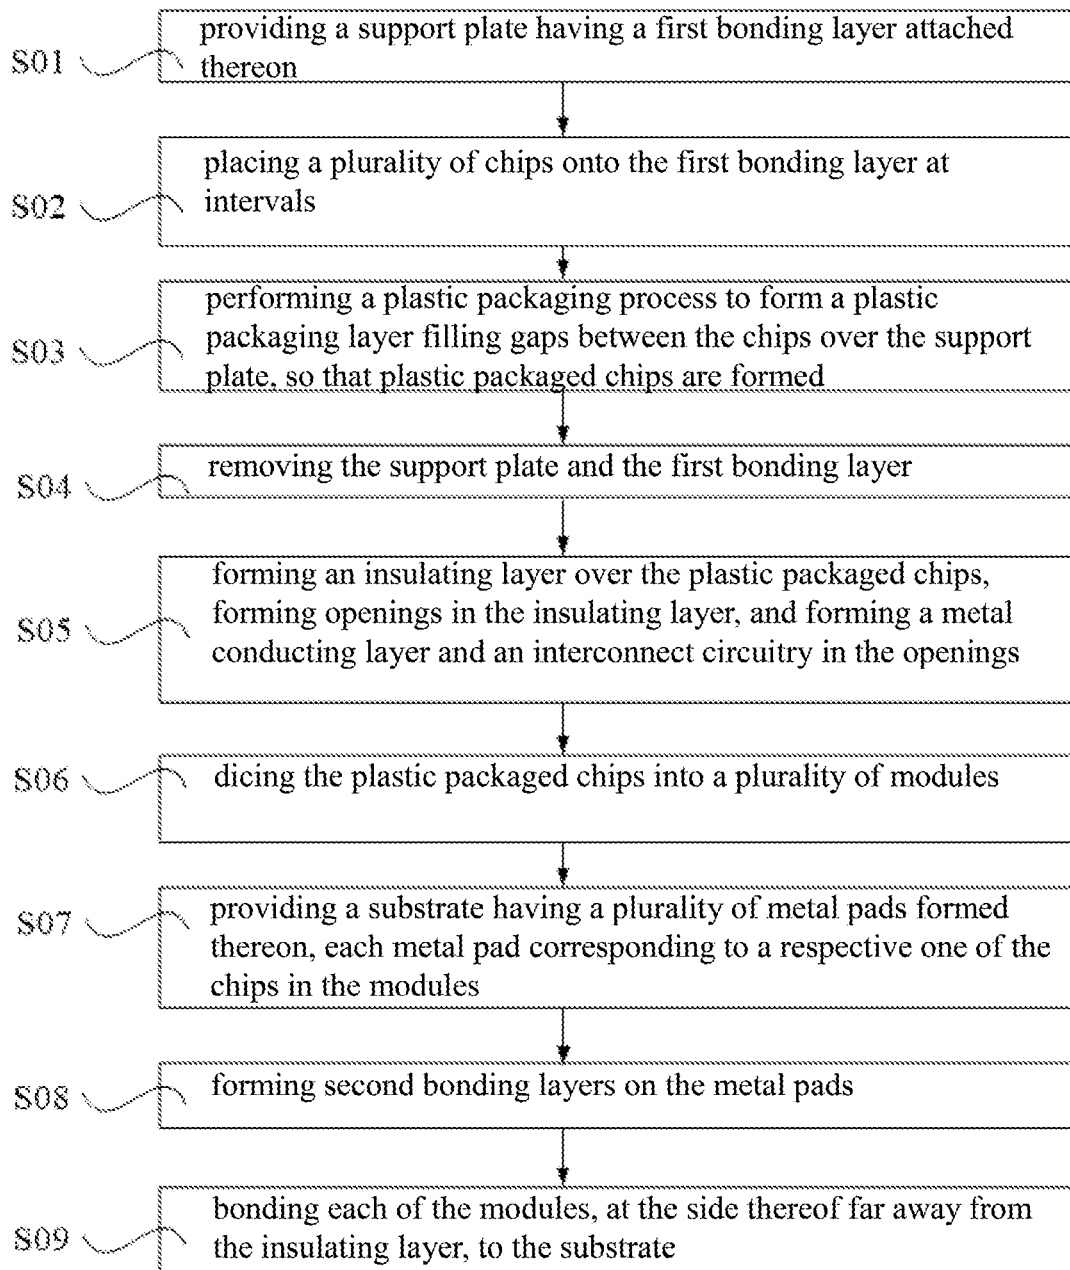 S01
providing a support plate having a first bonding layer attached
thereon
S02
placing a plurality of chips onto the first bonding layer at
intervals
S03
performing a plastic packaging process to form a plastic
packaging layer filling gaps between the chips over the support
plate, so that plastic packaged chips are formed
S04
removing the support plate and the first bonding layer
S05
forming an insulating layer over the plastic packaged chips,
forming openings in the insulating layer, and forming a metal
conducting layer and an interconnect circuitry in the openings
S06
dicing the plastic packaged chips into a plurality of modules
S07
providing a substrate having a plurality of metal pads formed
thereon, each metal pad corresponding to a respective one of the
chips in the modules
S08
forming second bonding layers on the metal pads
S09
bonding each of the modules, at the side thereof far away from
the insulating layer, to the substrate